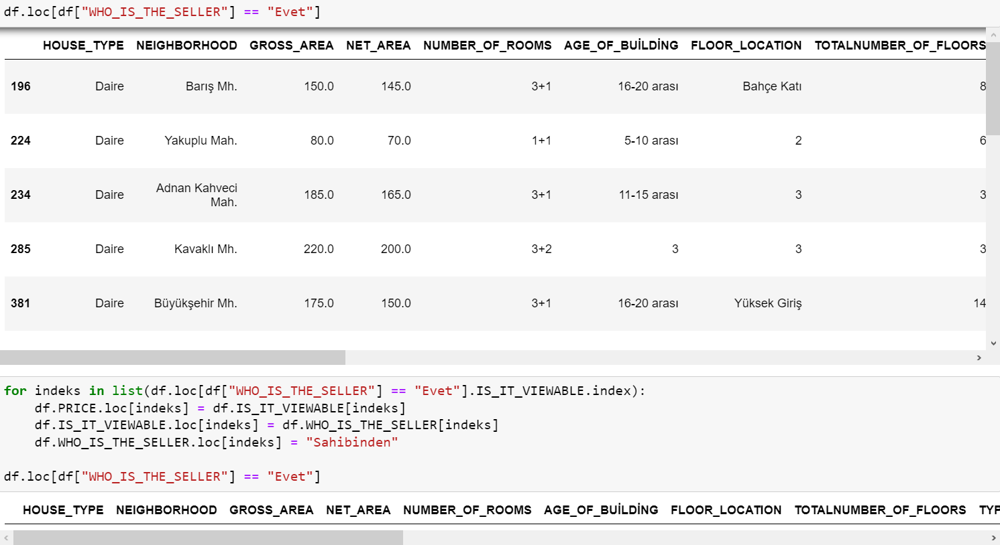 df.loc[df["WHO_IS_THE_SELLER"] == "Evet"]
HOUSE_TYPE NEIGHBORHOOD GROSS_AREA NET_AREA NUMBER_OF_ROOMS AGE_OF_BUİLDİNG FLOOR_LOCATION TOTALNUMBER_OF_FLOORS
196 Daire Barış Mh. 150.0 145.0 3+1 16-20 arası Bahçe Katı 8
224 Daire Yakuplu Mah. 80.0 70.0 1+1 5-10 arası 2 6
234 Daire Adnan Kahveci
Mah. 185.0 165.0 3+1 11-15 arası 3 3
285 Daire Kavaklı Mh. 220.0 200.0 3+2 3 3 3
381 Daire Büyükşehir Mh. 175.0 150.0 3+1 16-20 arası Yüksek Giriş 14
for indeks in list(df.loc[df["WHO_IS_THE_SELLER"] == "Evet"].IS_IT_VIEWABLE.index):
    df.PRICE.loc[indeks] = df.IS_IT_VIEWABLE[indeks]
    df.IS_IT_VIEWABLE.loc[indeks] = df.WHO_IS_THE_SELLER[indeks]
    df.WHO_IS_THE_SELLER.loc[indeks] = "Sahibinden"
df.loc[df["WHO_IS_THE_SELLER"] == "Evet"]
HOUSE_TYPE NEIGHBORHOOD GROSS_AREA NET_AREA NUMBER_OF_ROOMS AGE_OF_BUİLDİNG FLOOR_LOCATION TOTALNUMBER_OF_FLOORS TYP